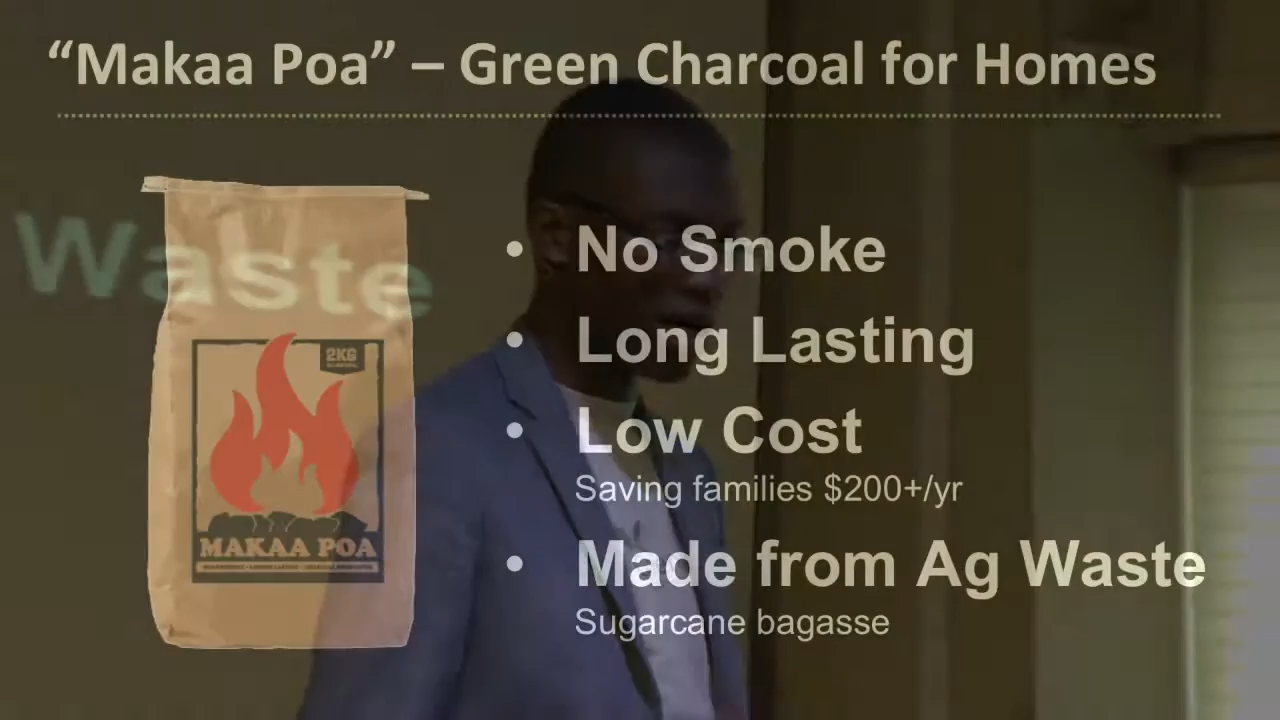 “Makaa Poa” – Green Charcoal for Homes
Waste
2KG
MAKAA POA
• No Smoke
• Long Lasting
• Low Cost
Saving families $200+/yr
• Made from Ag Waste
Sugarcane bagasse